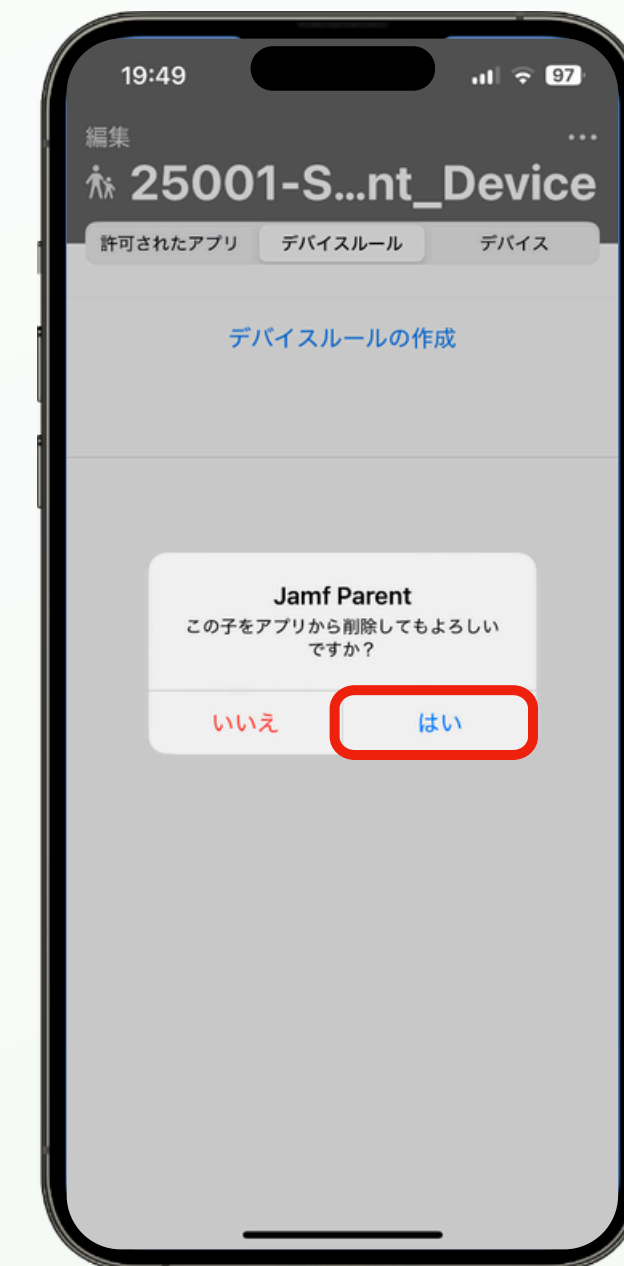 19:49
97
編集
25001-S...nt_Device
許可されたアプリ
デバイスルール
デバイス
デバイスルールの作成
Jamf Parent
この子をアプリから削除してもよろしい
ですか？
いいえ
はい